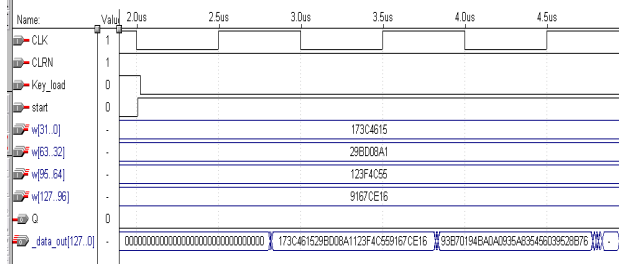 Name: Value 2.0us 2.5us 3.0us 3.5us 4.0us 4.5us
CLK 1
CLRN 1
Key_load 0
start 0
w[31..0] - 173C4615
w[63..32] - 29BD08A1
w[95..64] - 123F4C55
w[127..96] - 9167CE16
Q 0
_data_out[127..0] - 00000000000000000000000000000000 173C461529BD08A1123F4C559167CE16 93B70194BA0A0935A835456039528B76 -